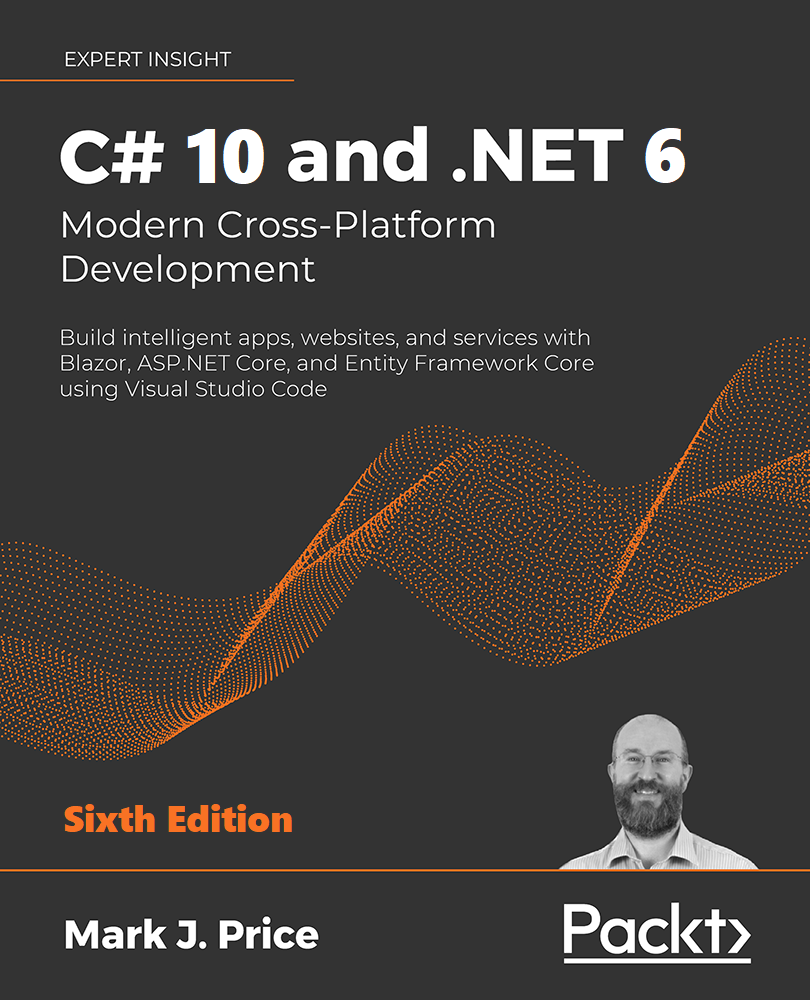 EXPERT INSIGHT
C# 10 and .NET 6
Modern Cross-Platform
Development
Build intelligent apps, websites, and services with
Blazor, ASP.NET Core, and Entity Framework Core
using Visual Studio Code
Sixth Edition
Mark J. Price
Packt>